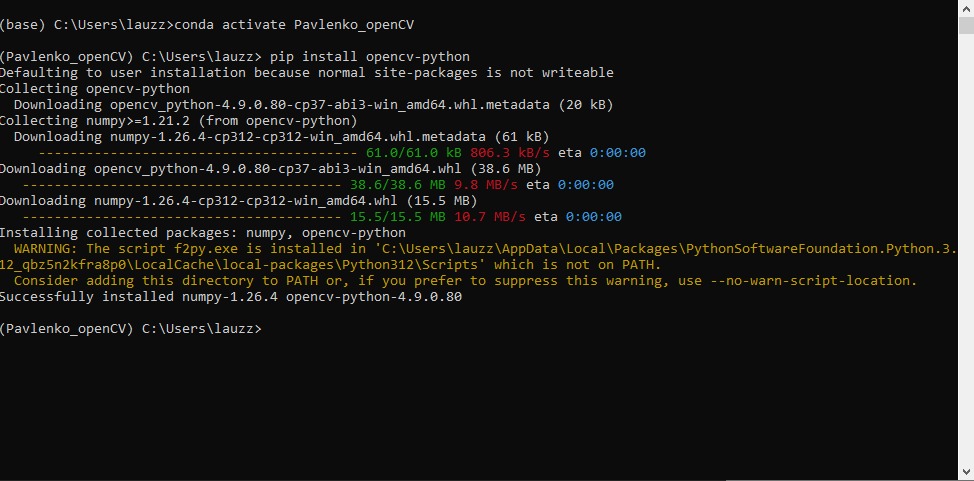 (base) C:\Users\lauzz>conda activate Pavlenko_openCV
(Pavlenko_openCV) C:\Users\lauzz> pip install opencv-python
Defaulting to user installation because normal site-packages is not writeable
Collecting opencv-python
  Downloading opencv_python-4.9.0.80-cp37-abi3-win_amd64.whl.metadata (20 kB)
Collecting numpy>=1.21.2 (from opencv-python)
  Downloading numpy-1.26.4-cp312-cp312-win_amd64.whl.metadata (61 kB)
     ---------------------------------------- 61.0/61.0 kB 806.3 kB/s eta 0:00:00
Downloading opencv_python-4.9.0.80-cp37-abi3-win_amd64.whl (38.6 MB)
   ---------------------------------------- 38.6/38.6 MB 9.8 MB/s eta 0:00:00
Downloading numpy-1.26.4-cp312-cp312-win_amd64.whl (15.5 MB)
   ---------------------------------------- 15.5/15.5 MB 10.7 MB/s eta 0:00:00
Installing collected packages: numpy, opencv-python
  WARNING: The script f2py.exe is installed in 'C:\Users\lauzz\AppData\Local\Packages\PythonSoftwareFoundation.Python.3.
12_qbz5n2kfra8p0\LocalCache\local-packages\Python312\Scripts' which is not on PATH.
  Consider adding this directory to PATH or, if you prefer to suppress this warning, use --no-warn-script-location.
Successfully installed numpy-1.26.4 opencv-python-4.9.0.80
(Pavlenko_openCV) C:\Users\lauzz>